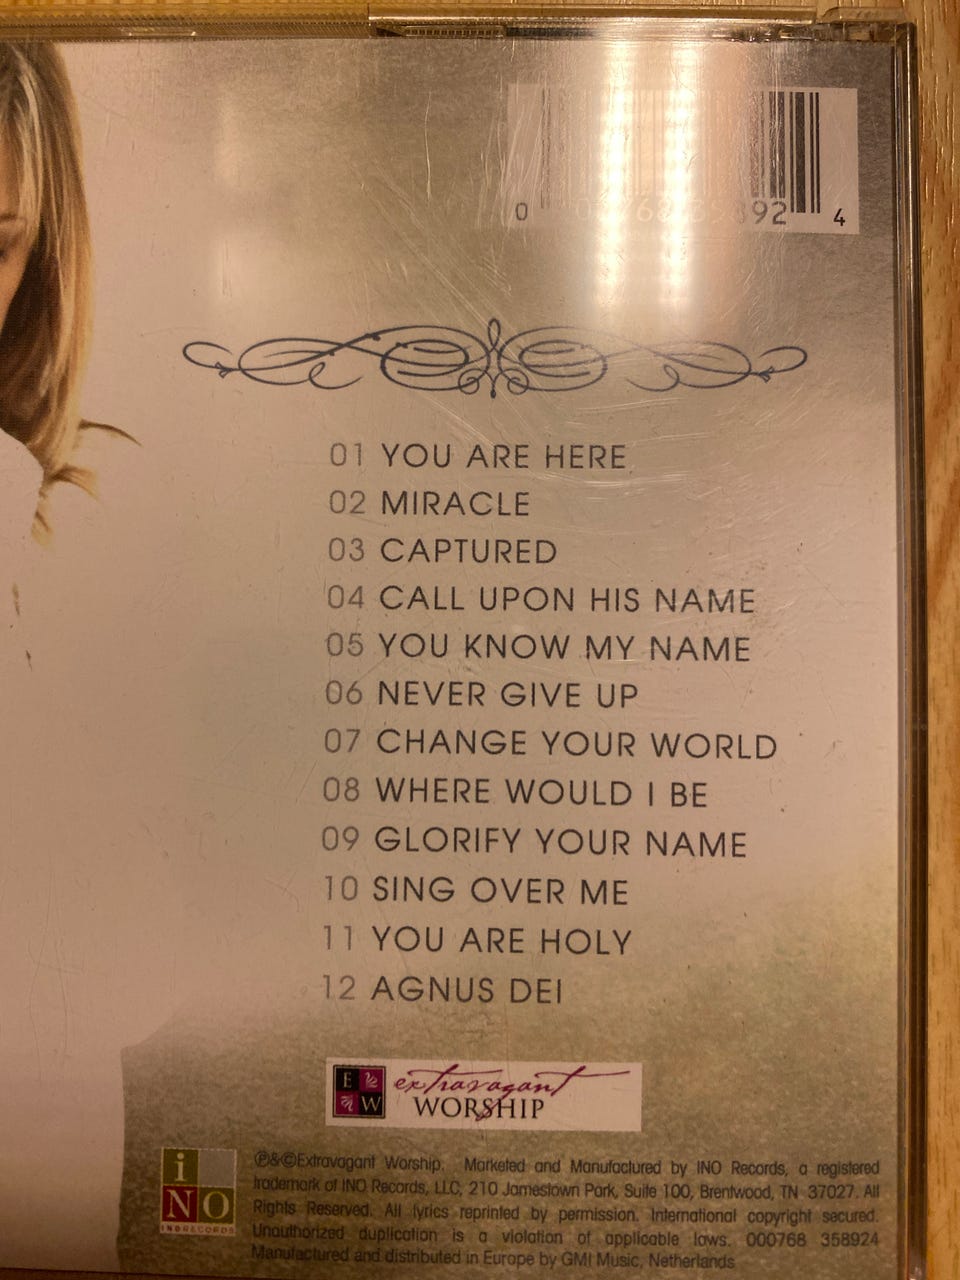 0 92 4
01 YOU ARE HERE
02 MIRACLE
03 CAPTURED
04 CALL UPON HIS NAME
05 YOU KNOW MY NAME
06 NEVER GIVE UP
07 CHANGE YOUR WORLD
08 WHERE WOULD I BE
09 GLORIFY YOUR NAME
10 SING OVER ME
11 YOU ARE HOLY
12 AGNUS DEI
E W extravagant
WORSHIP
iNO
INO RECORDS
℗&©Extravagant Worship. Marketed and Manufactured by INO Records, a registered
trademark of INO Records, LLC, 210 Jamestown Park, Suite 100, Brentwood, TN 37027. All
Rights Reserved. All lyrics reprinted by permission. International copyright secured.
Unauthorized duplication is a violation of applicable laws. 000768 358924
Manufactured and distributed in Europe by GMI Music, Netherlands